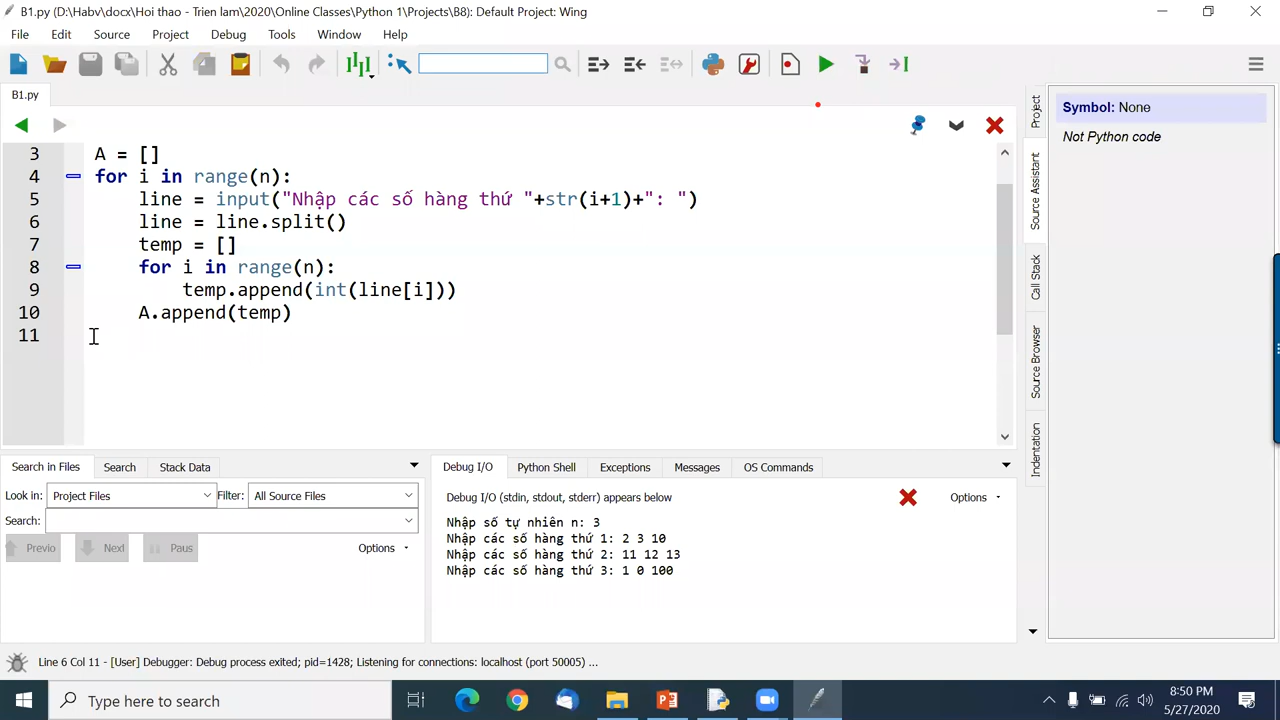 B1.py (D:\Habv\docx\Hoi thao - Trien lam\2020\Online Classes\Python 1\Projects\B8): Default Project: Wing
File Edit Source Project Debug Tools Window Help
B1.py
3 A = []
4 for i in range(n):
5 line = input("Nhập các số hàng thứ "+str(i+1)+": ")
6 line = line.split()
7 temp = []
8 for i in range(n):
9 temp.append(int(line[i]))
10 A.append(temp)
11
Project
Source Assistant
Call Stack
Source Browser
Indentation
Symbol: None
Not Python code
Search in Files Search Stack Data
Look in: Project Files Filter: All Source Files
Search:
Previo Next Paus Options
Debug I/O Python Shell Exceptions Messages OS Commands
Debug I/O (stdin, stdout, stderr) appears below Options
Nhập số tự nhiên n: 3
Nhập các số hàng thứ 1: 2 3 10
Nhập các số hàng thứ 2: 11 12 13
Nhập các số hàng thứ 3: 1 0 100
Line 6 Col 11 - [User] Debugger: Debug process exited; pid=1428; Listening for connections: localhost (port 50005) ...
Type here to search
8:50 PM
5/27/2020